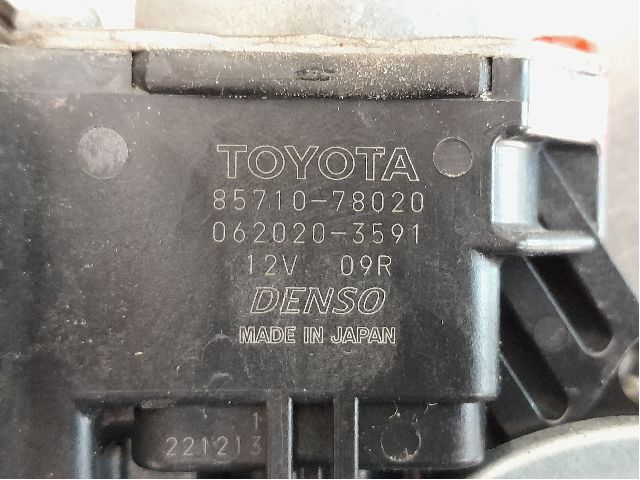 TOYOTA
85710-78020
062020-3591
12V 09R
DENSO
MADE IN JAPAN
1
221213